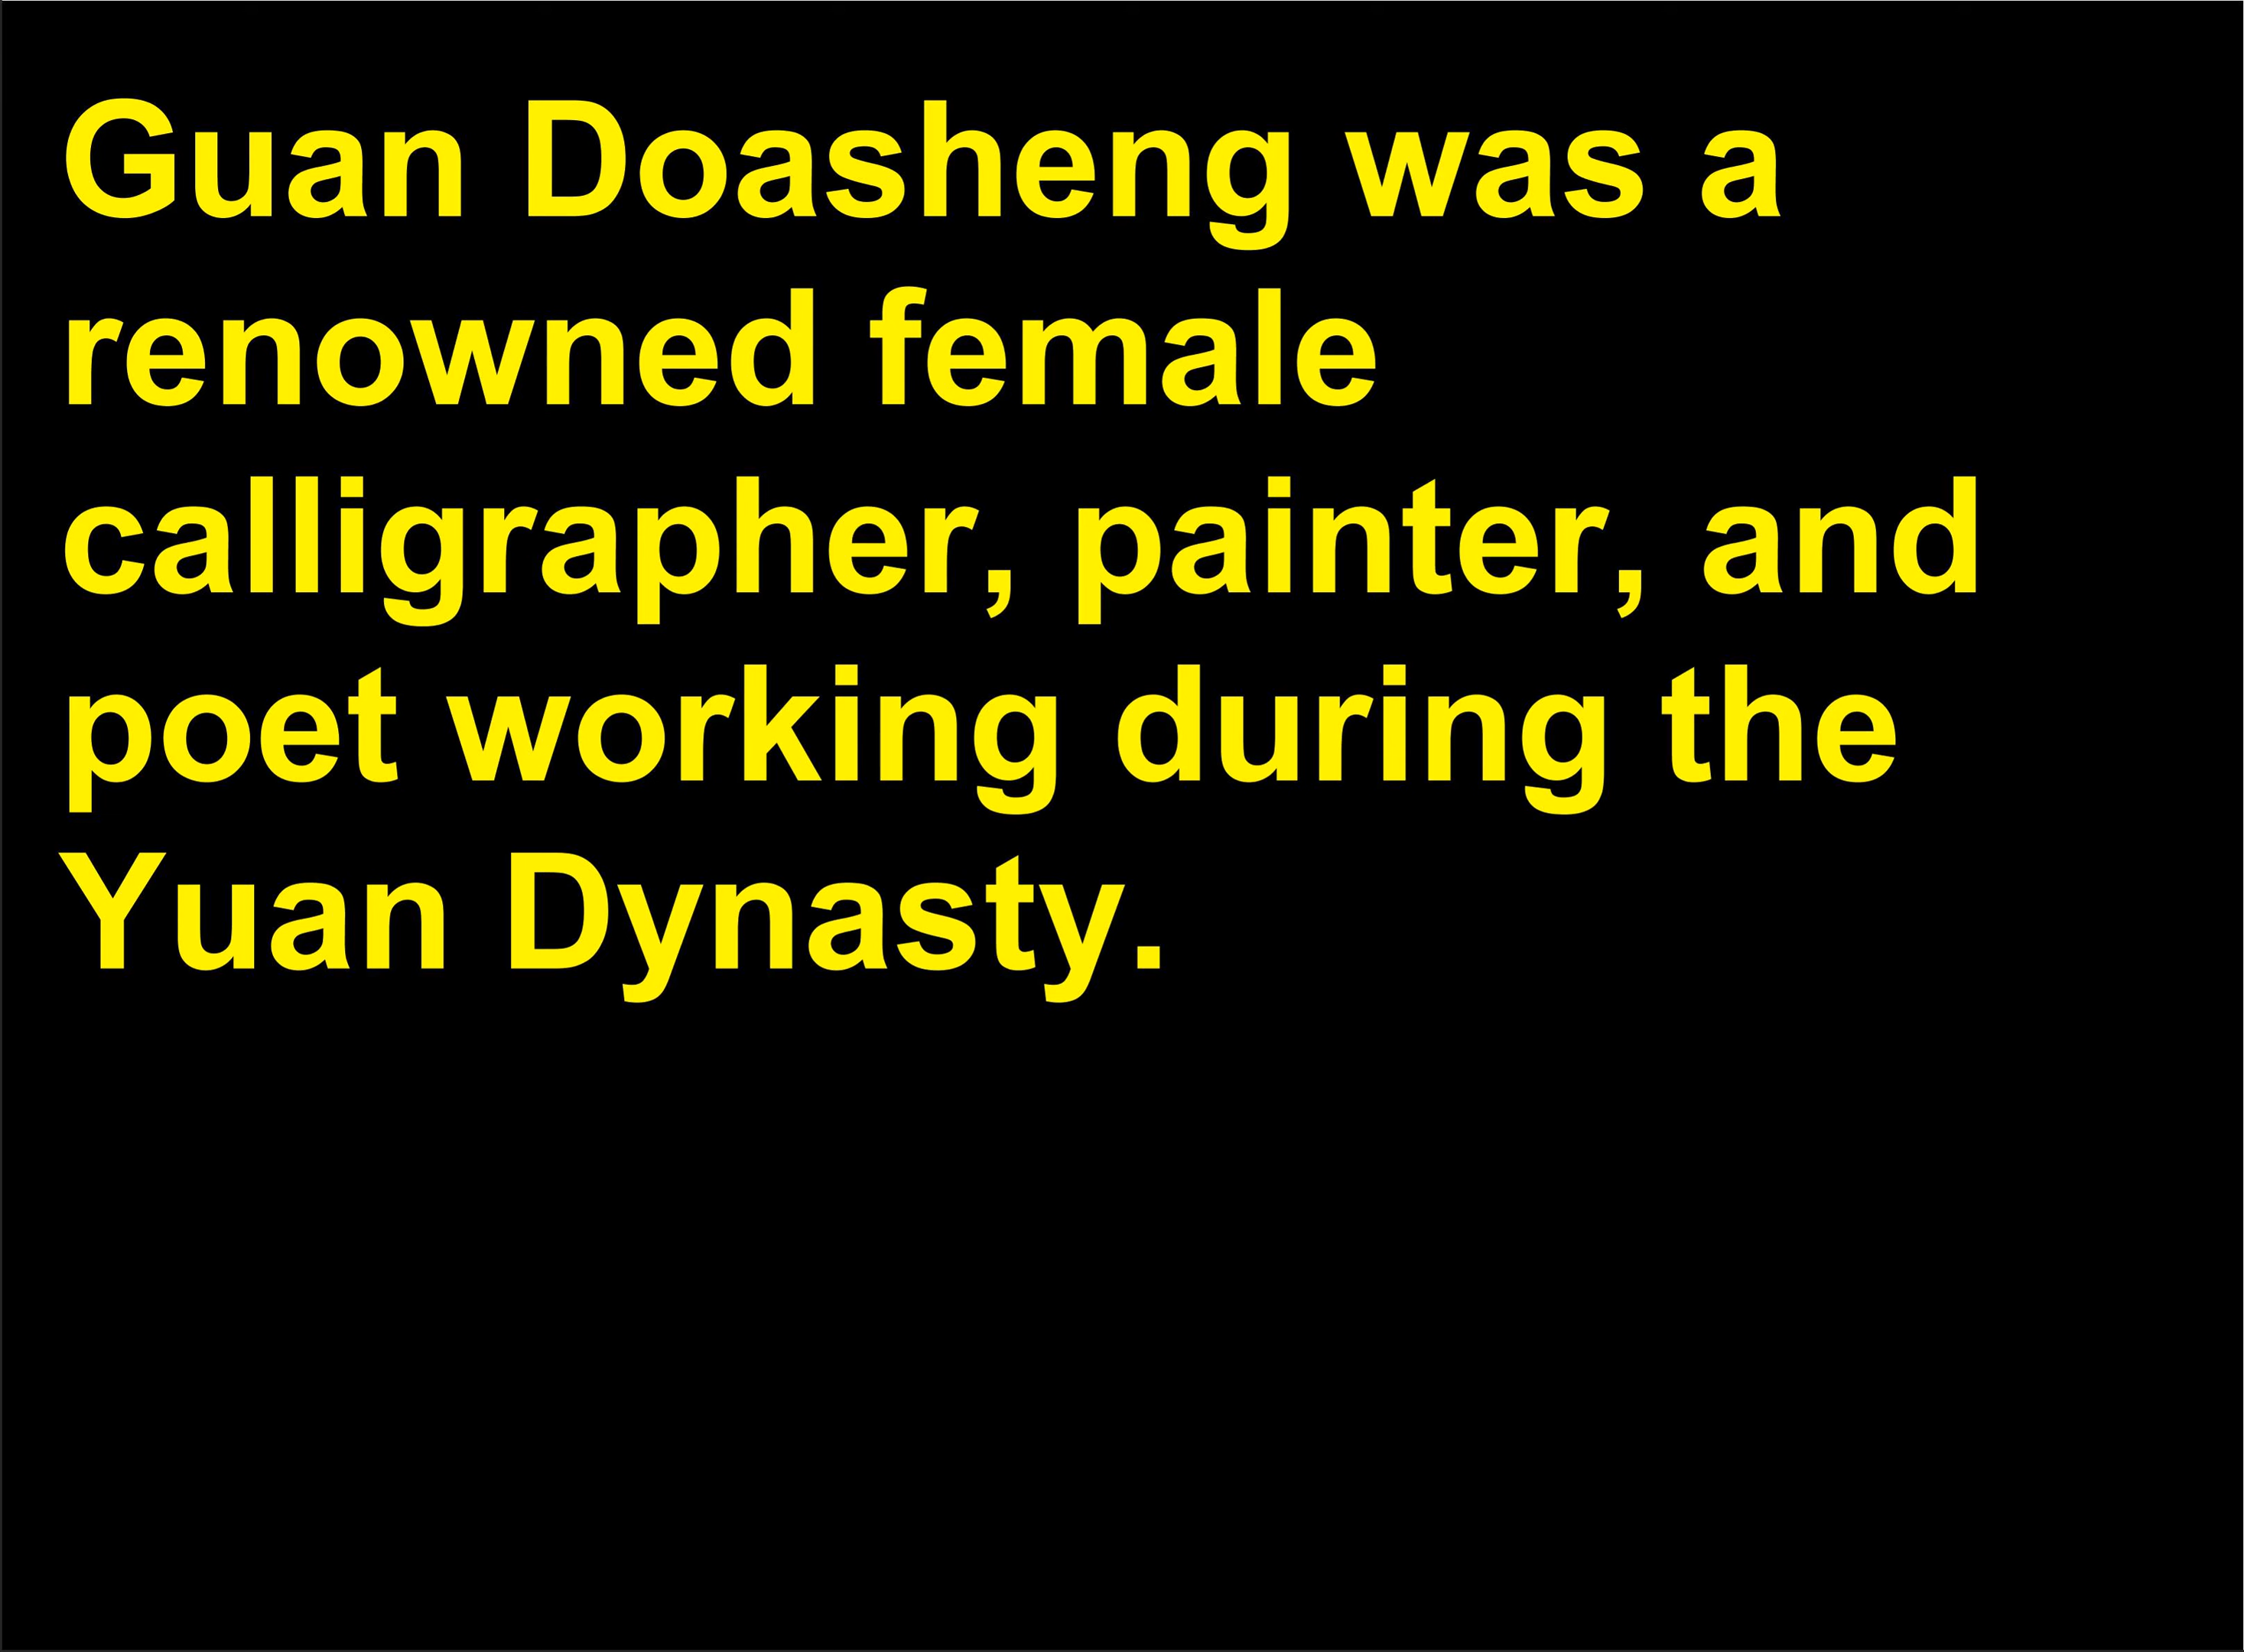 Guan Doasheng was a
renowned female
calligrapher, painter, and
poet working during the
Yuan Dynasty.